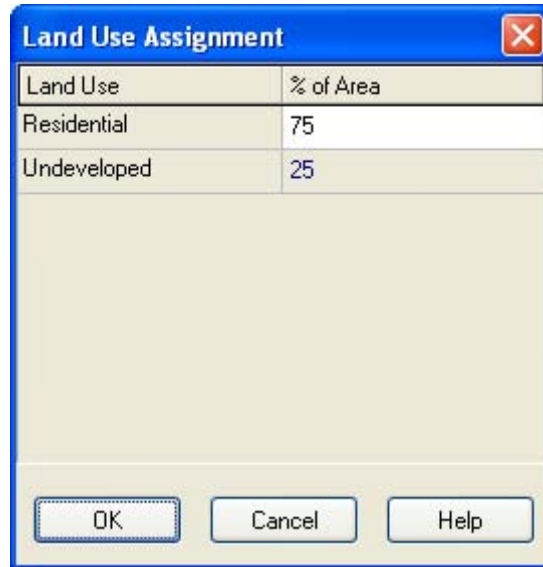 Land Use Assignment
Land Use % of Area
Residential 75
Undeveloped 25
OK Cancel Help